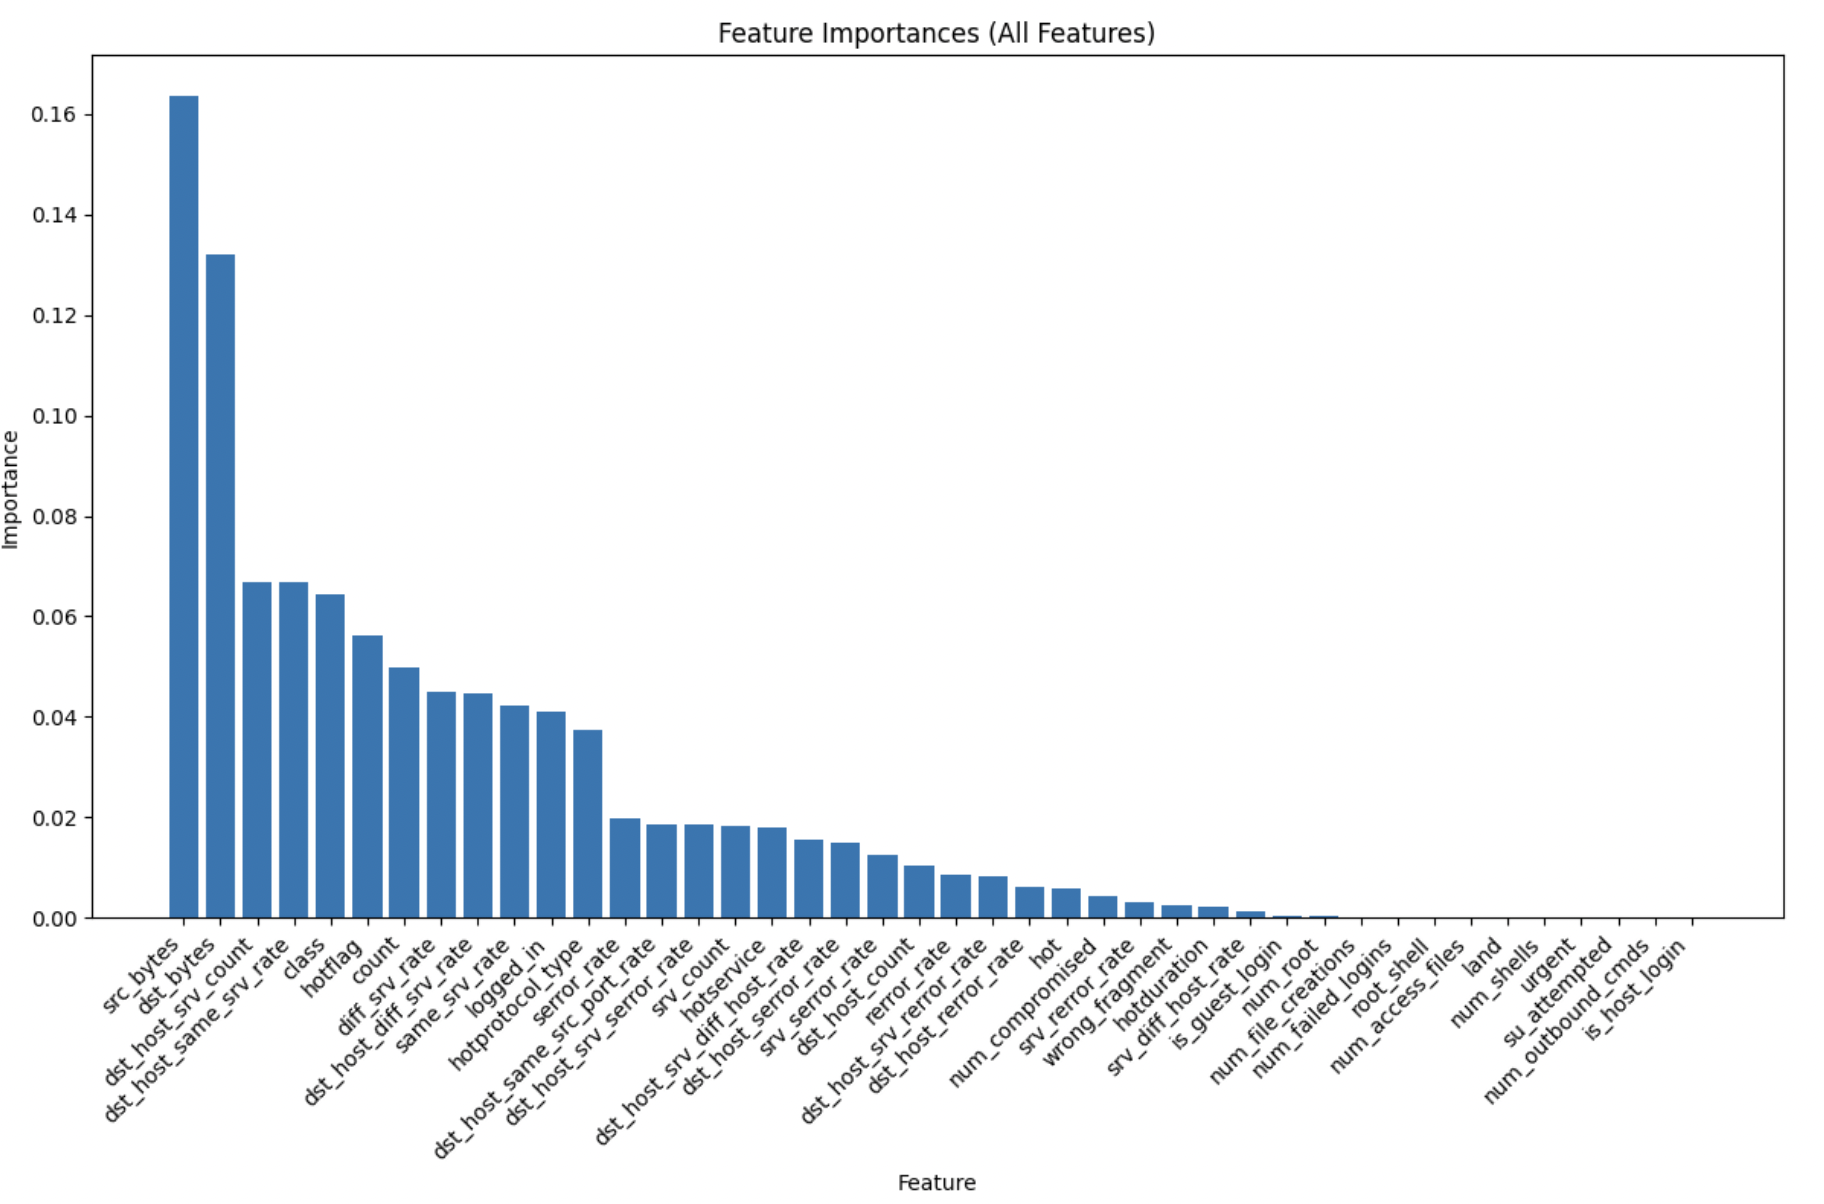 Feature Importances (All Features)
Importance
0.16
0.14
0.12
0.10
0.08
0.06
0.04
0.02
0.00
src_bytes
dst_bytes
dst_host_srv_count
dst_host_same_srv_rate
class
hotflag
count
diff_srv_rate
dst_host_diff_srv_rate
same_srv_rate
logged_in
hotprotocol_type
serror_rate
dst_host_same_src_port_rate
dst_host_srv_serror_rate
srv_count
hotservice
dst_host_srv_diff_host_rate
dst_host_serror_rate
srv_serror_rate
dst_host_count
rerror_rate
dst_host_srv_rerror_rate
dst_host_rerror_rate
hot
num_compromised
srv_rerror_rate
wrong_fragment
hotduration
srv_diff_host_rate
is_guest_login
num_root
num_file_creations
num_failed_logins
root_shell
num_access_files
land
num_shells
urgent
su_attempted
num_outbound_cmds
is_host_login
Feature